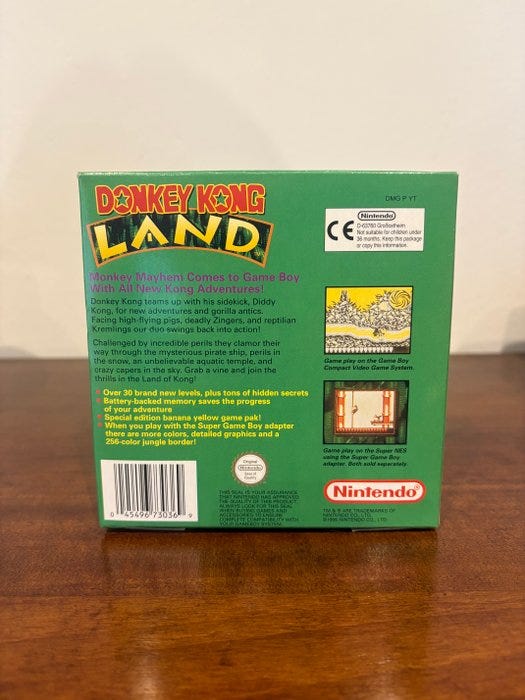 DONKEY KONG
LAND
DMG P YT
Nintendo
CE
D-63760 Großostheim
Not suitable for children under
36 months. Keep this package
or copy this information.
Monkey Mayhem Comes to Game Boy
With All New Kong Adventures!
Donkey Kong teams up with his sidekick, Diddy
Kong, for new adventures and gorilla antics.
Facing high-flying pigs, deadly Zingers, and reptilian
Kremlings our duo swings back into action!
Challenged by incredible perils they clamor their
way through the mysterious pirate ship, perils in
the snow, an unbelievable aquatic temple, and
crazy capers in the sky. Grab a vine and join the
thrills in the Land of Kong!
Over 30 brand new levels, plus tons of hidden secrets
Battery-backed memory saves the progress
of your adventure
Special edition banana yellow game pak!
When you play with the Super Game Boy adapter
there are more colors, detailed graphics and a
256-color jungle border!
Game play on the Game Boy
Compact Video Game System.
Game play on the Super NES
using the Super Game Boy
adapter. Both sold separately.
0 45496 73036 9
Original
Nintendo
Seal of
Quality
THIS SEAL IS YOUR ASSURANCE
THAT NINTENDO HAS APPROVED
THE QUALITY OF THIS PRODUCT.
ALWAYS LOOK FOR THIS SEAL
WHEN BUYING GAMES AND
ACCESSORIES TO ENSURE
COMPLETE COMPATIBILITY WITH
YOUR GAMEBOY SYSTEM.
Nintendo®
TM & ® ARE TRADEMARKS OF
NINTENDO CO., LTD.
©1995 NINTENDO CO., LTD.